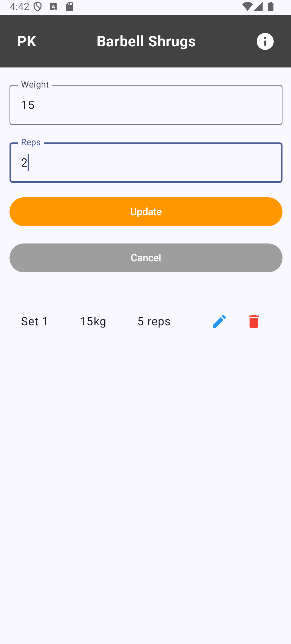 4:42
PK Barbell Shrugs
Weight
15
Reps
2
Update
Cancel
Set 1 15kg 5 reps